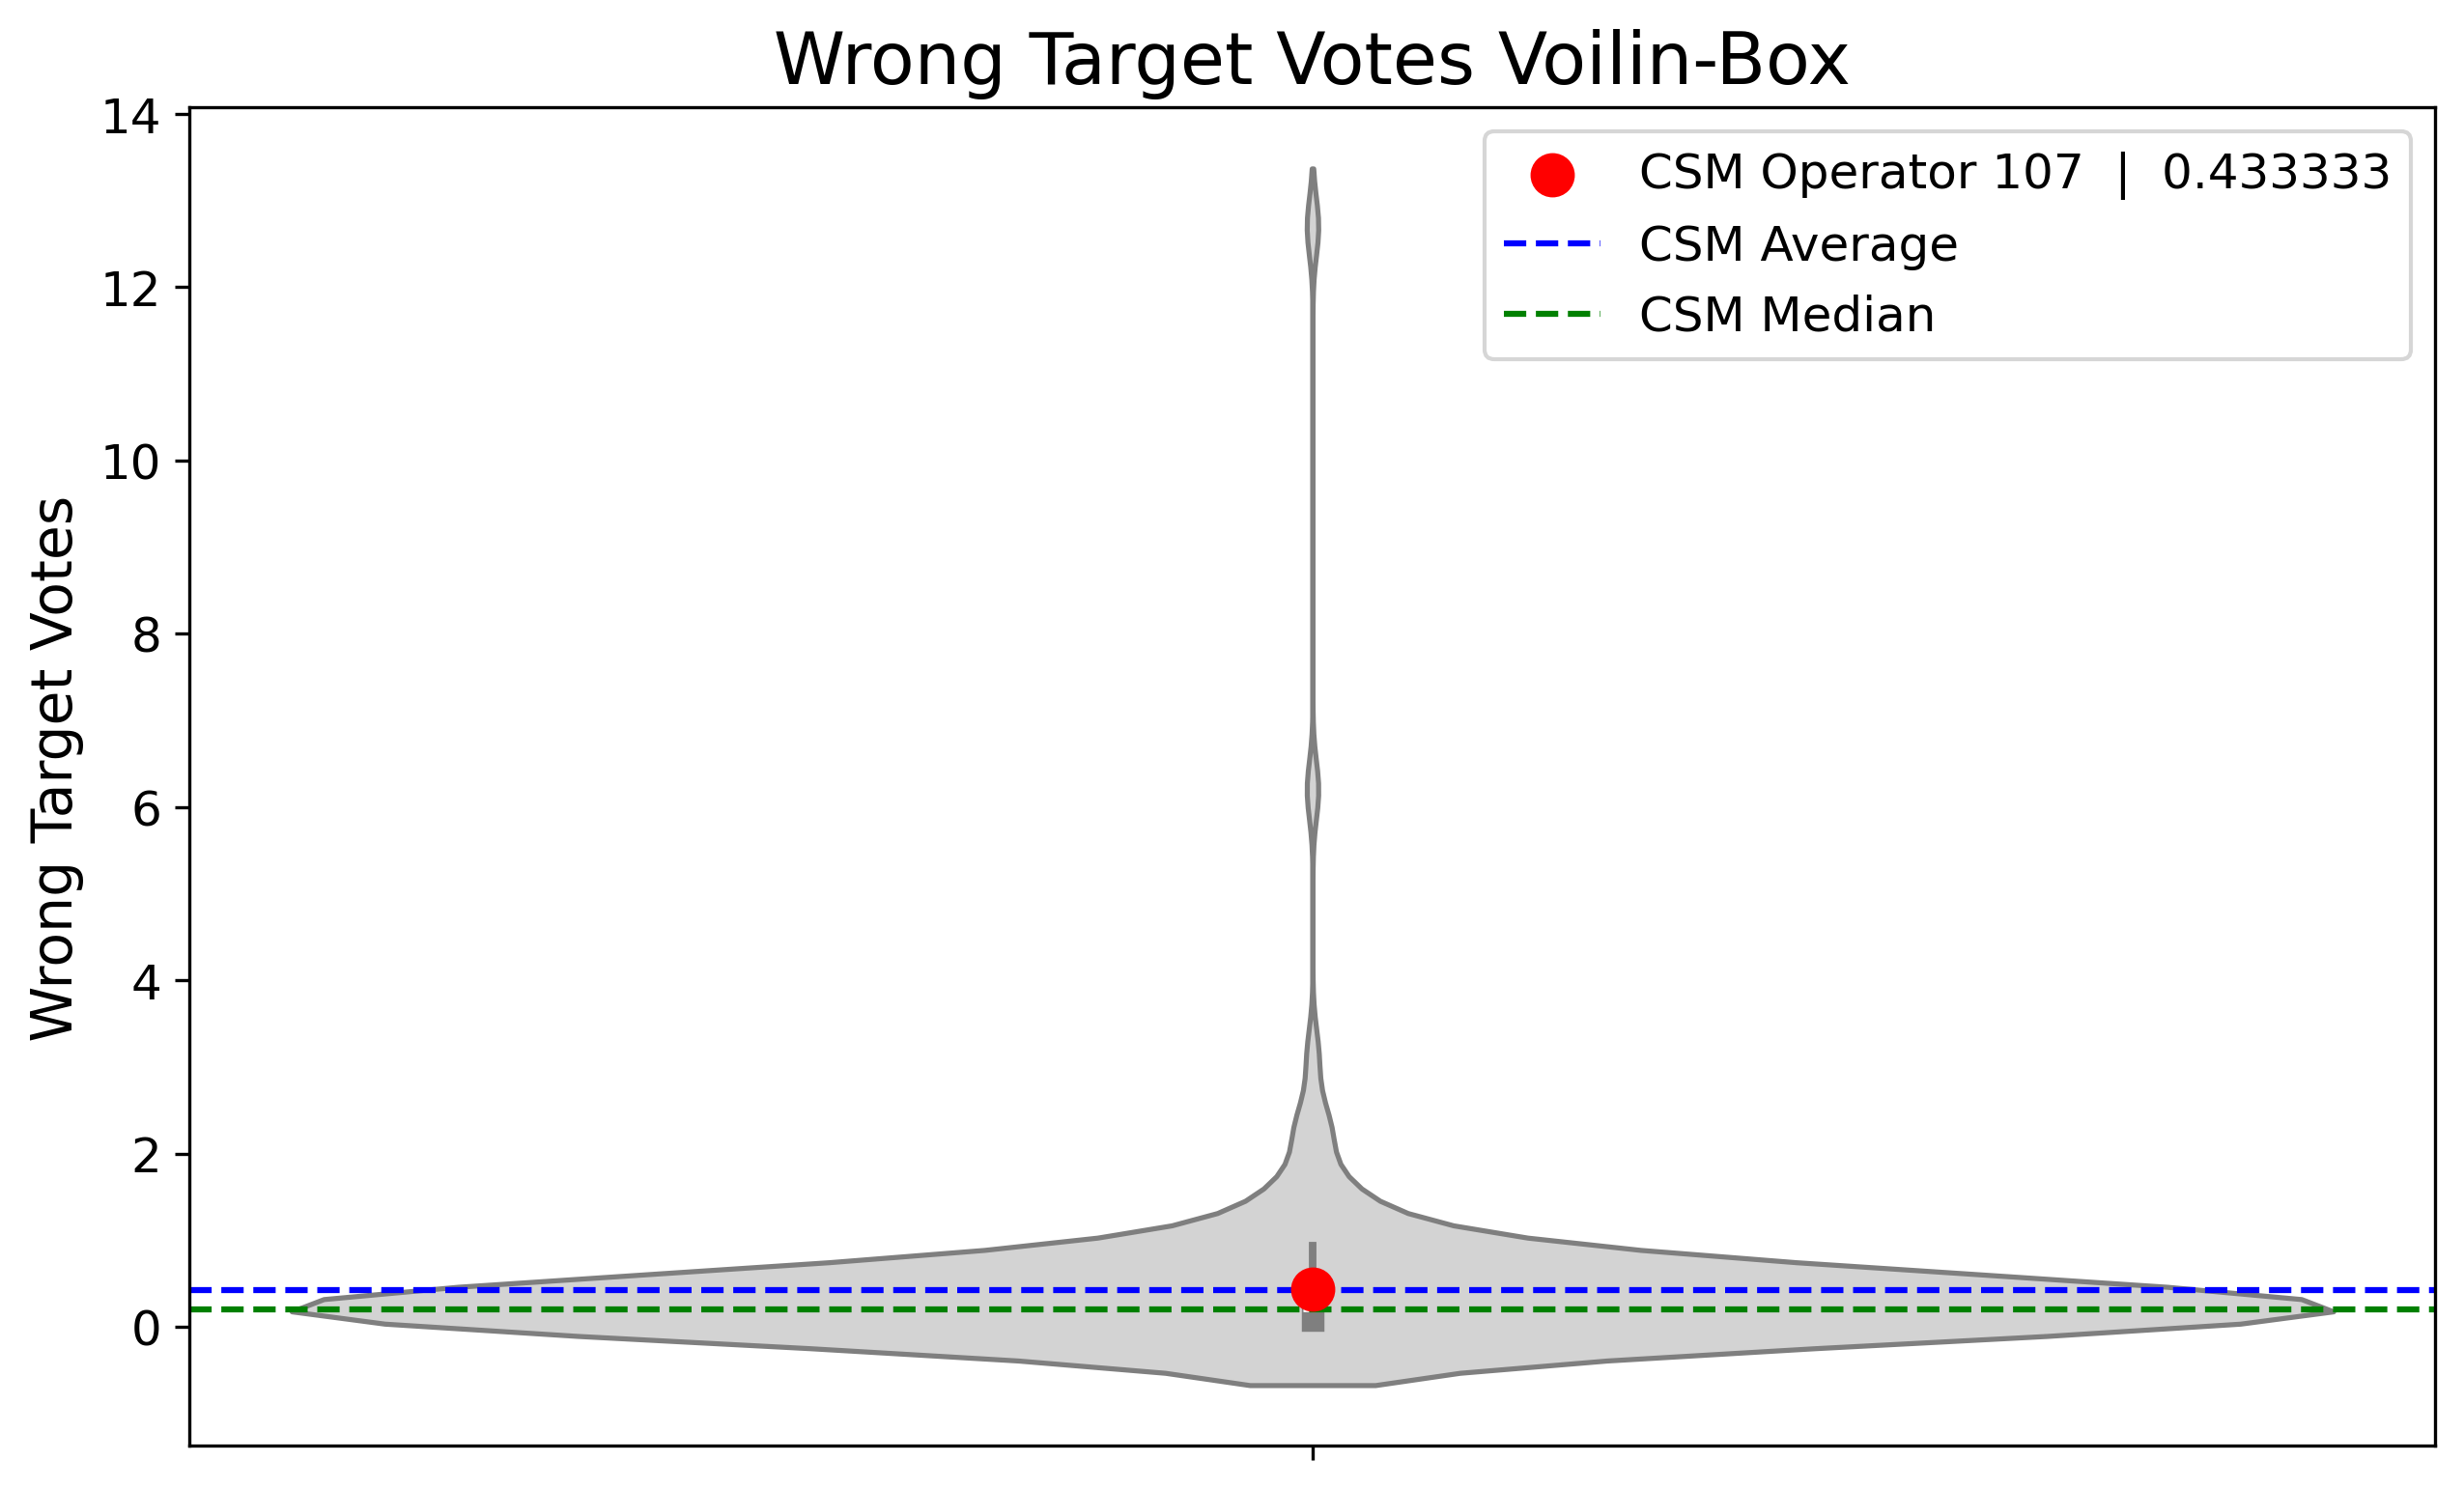 Wrong Target Votes Voilin-Box
Wrong Target Votes
14
12
10
8
6
4
2
0
CSM Operator 107 | 0.433333
CSM Average
CSM Median